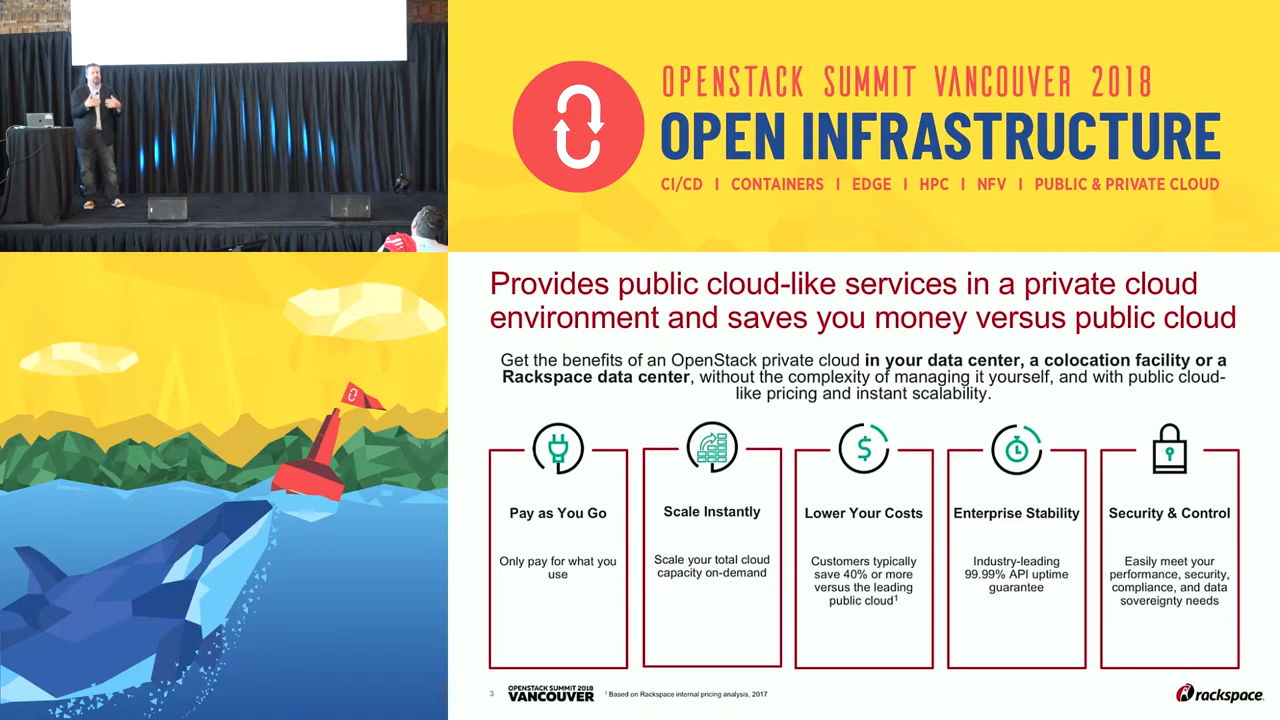 OPENSTACK SUMMIT VANCOUVER 2018
OPEN INFRASTRUCTURE
CI/CD | CONTAINERS | EDGE | HPC | NFV | PUBLIC & PRIVATE CLOUD
Provides public cloud-like services in a private cloud
environment and saves you money versus public cloud
Get the benefits of an OpenStack private cloud in your data center, a colocation facility or a
Rackspace data center, without the complexity of managing it yourself, and with public cloud-
like pricing and instant scalability.
Pay as You Go
Only pay for what you
use
Scale Instantly
Scale your total cloud
capacity on-demand
Lower Your Costs
Customers typically
save 40% or more
versus the leading
public cloud¹
Enterprise Stability
Industry-leading
99.99% API uptime
guarantee
Security & Control
Easily meet your
performance, security,
compliance, and data
sovereignty needs
3
OPENSTACK SUMMIT 2018
VANCOUVER
¹ Based on Rackspace internal pricing analysis, 2017
rackspace.